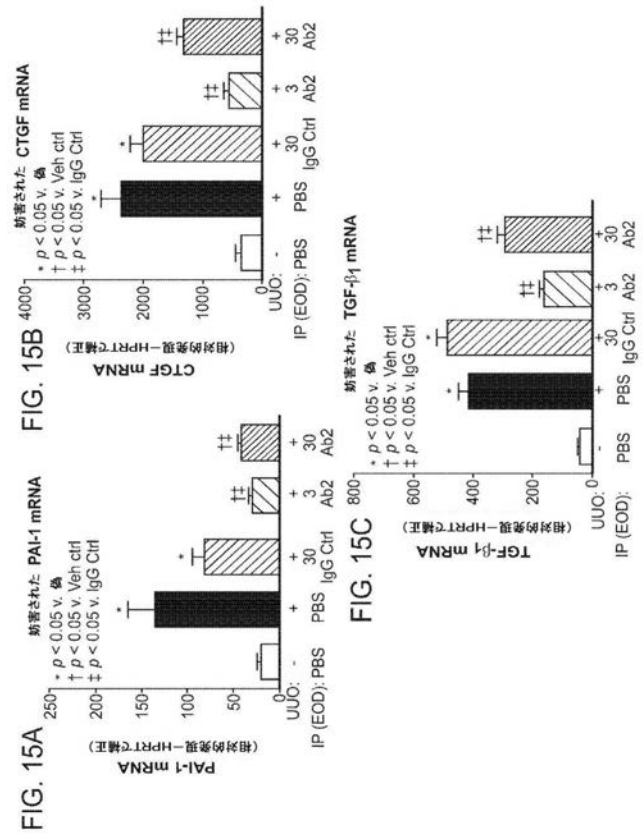 FIG. 15A
妨害された PAI-1 mRNA
* p < 0.05 v. 偽
† p < 0.05 v. Veh ctrl
‡ p < 0.05 v. IgG Ctrl
PAI-1 mRNA
(相対的発現–HPRTで補正)
250
200
150
100
50
0
*
*
†‡
†‡
UUO: - + + + +
30 3 30
IP (EOD): PBS PBS IgG Ctrl Ab2 Ab2
FIG. 15B
妨害された CTGF mRNA
* p < 0.05 v. 偽
† p < 0.05 v. Veh ctrl
‡ p < 0.05 v. IgG Ctrl
CTGF mRNA
(相対的発現–HPRTで補正)
4000
3000
2000
1000
0
*
*
†‡
†‡
UUO: - + + + +
30 3 30
IP (EOD): PBS PBS IgG Ctrl Ab2 Ab2
FIG. 15C
妨害された TGF-β1 mRNA
* p < 0.05 v. 偽
† p < 0.05 v. Veh ctrl
‡ p < 0.05 v. IgG Ctrl
TGF-β1 mRNA
(相対的発現–HPRTで補正)
800
600
400
200
0
*
*
†‡
†‡
UUO: - + + + +
30 3 30
IP (EOD): PBS PBS IgG Ctrl Ab2 Ab2